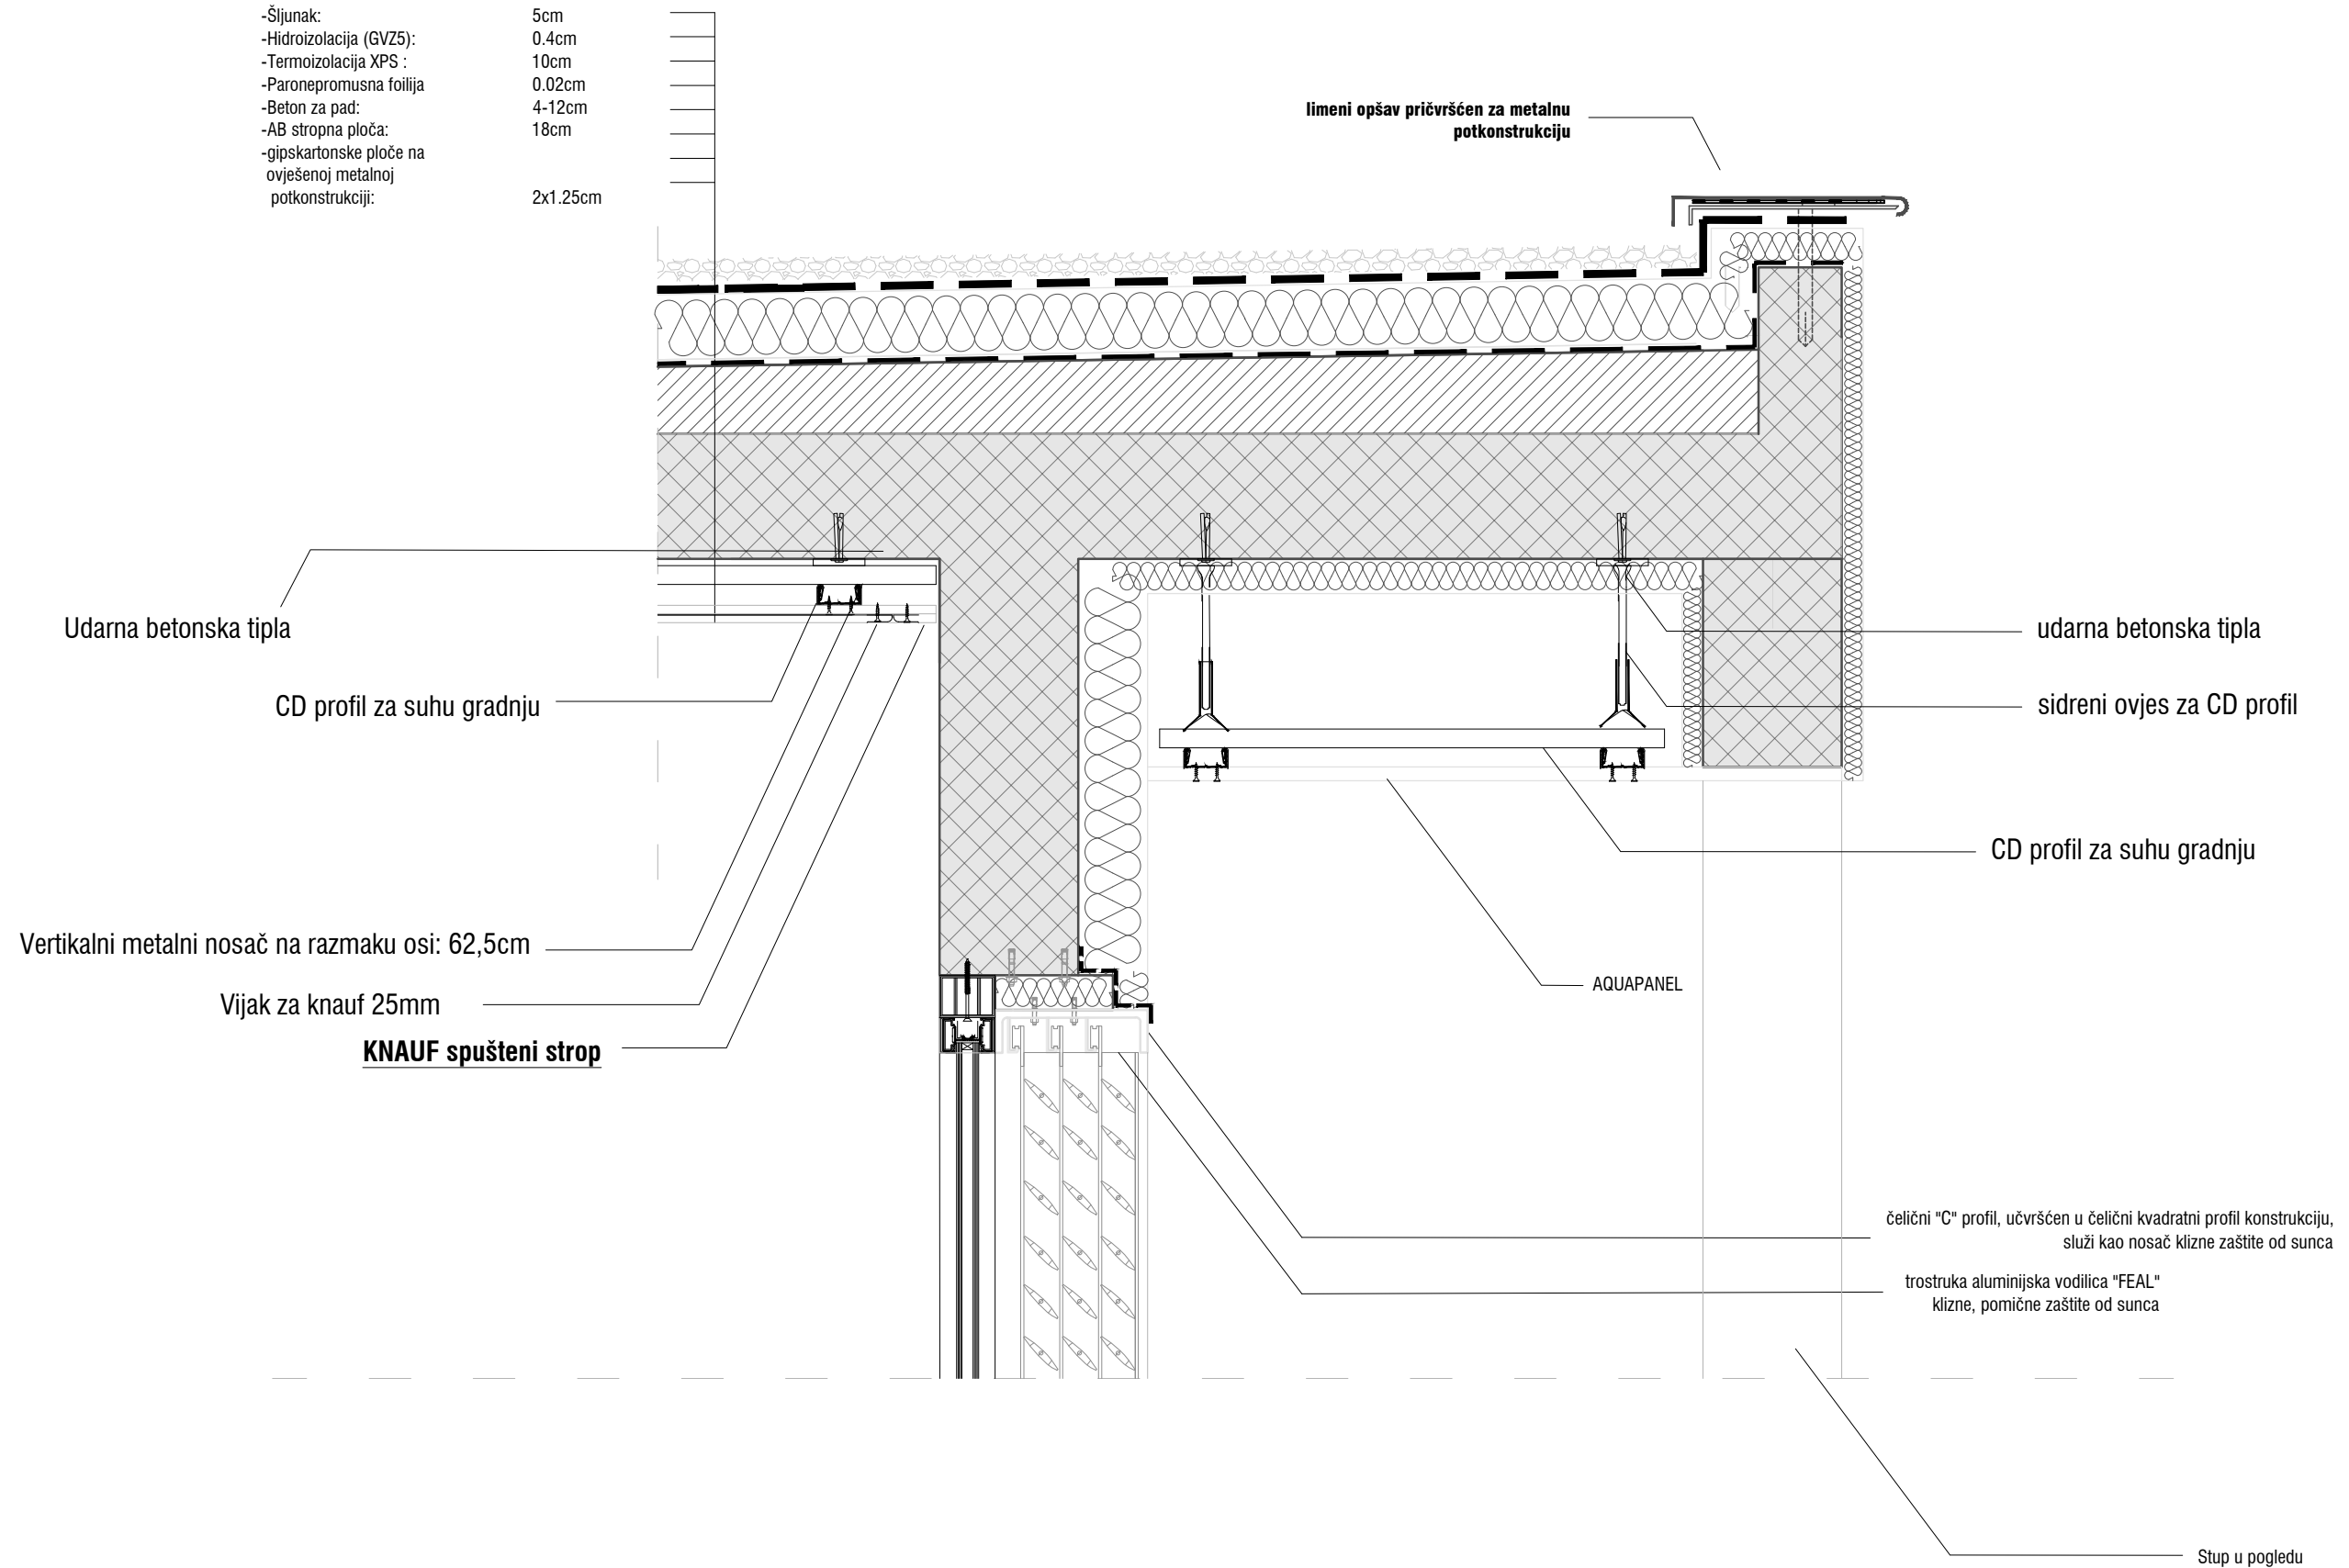 -Šljunak: 5cm
-Hidroizolacija (GVZ5): 0.4cm
-Termoizolacija XPS : 10cm
-Paronepromusna foilija 0.02cm
-Beton za pad: 4-12cm
-AB stropna ploča: 18cm
-gipskartonske ploče na
ovješenoj metalnoj
potkonstrukciji: 2x1.25cm
limeni opšav pričvršćen za metalnu
potkonstrukciju
Udarna betonska tipla
CD profil za suhu gradnju
Vertikalni metalni nosač na razmaku osi: 62,5cm
Vijak za knauf 25mm
KNAUF spušteni strop
udarna betonska tipla
sidreni ovjes za CD profil
CD profil za suhu gradnju
AQUAPANEL
čelični "C" profil, učvršćen u čelični kvadratni profil konstrukciju,
služi kao nosač klizne zaštite od sunca
trostruka aluminijska vodilica "FEAL"
klizne, pomične zaštite od sunca
Stup u pogledu